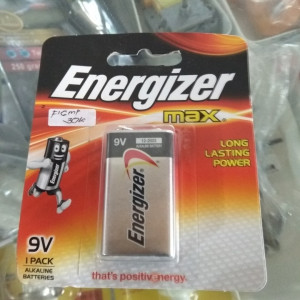 Energizer
max.
LONG
LASTING
POWER
9V
Energizer
9V
1 PACK
ALKALINE
BATTERIES
that's positivenergy.